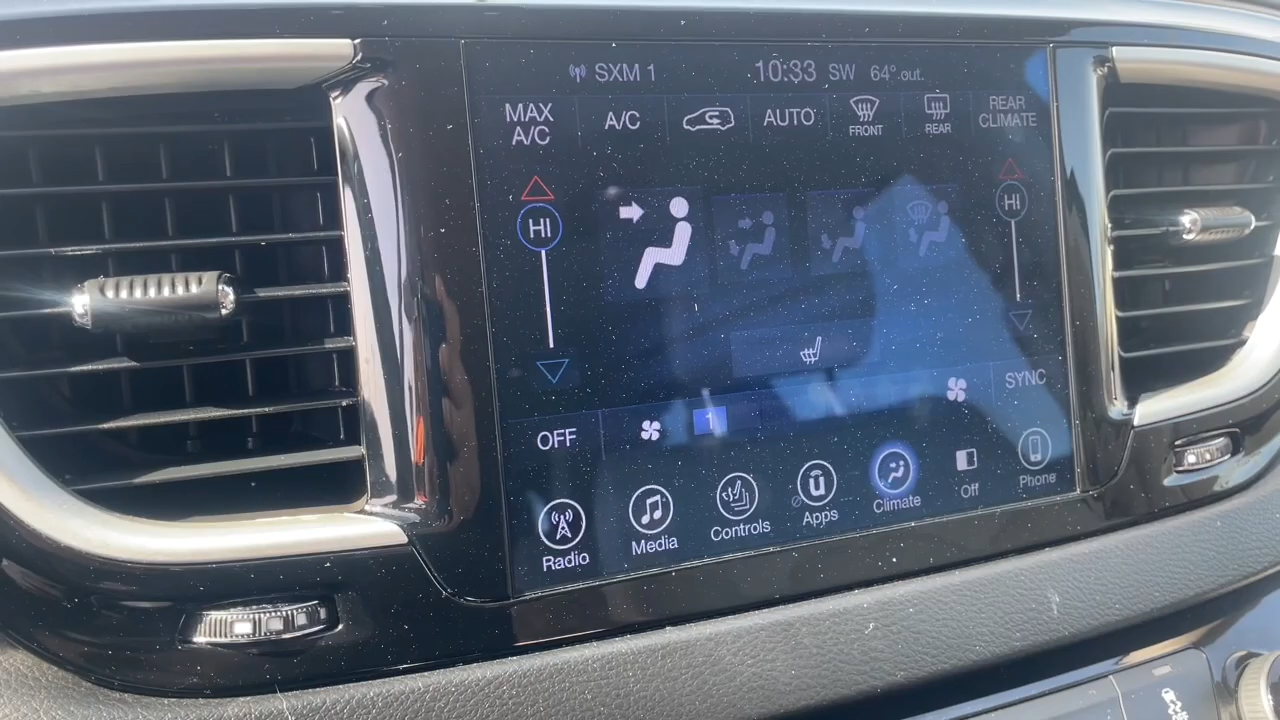 SXM 1 10:33 SW 64° out.
MAX A/C A/C AUTO FRONT REAR REAR CLIMATE
HI HI
SYNC
OFF 1
Radio Media Controls Apps Climate Off Phone